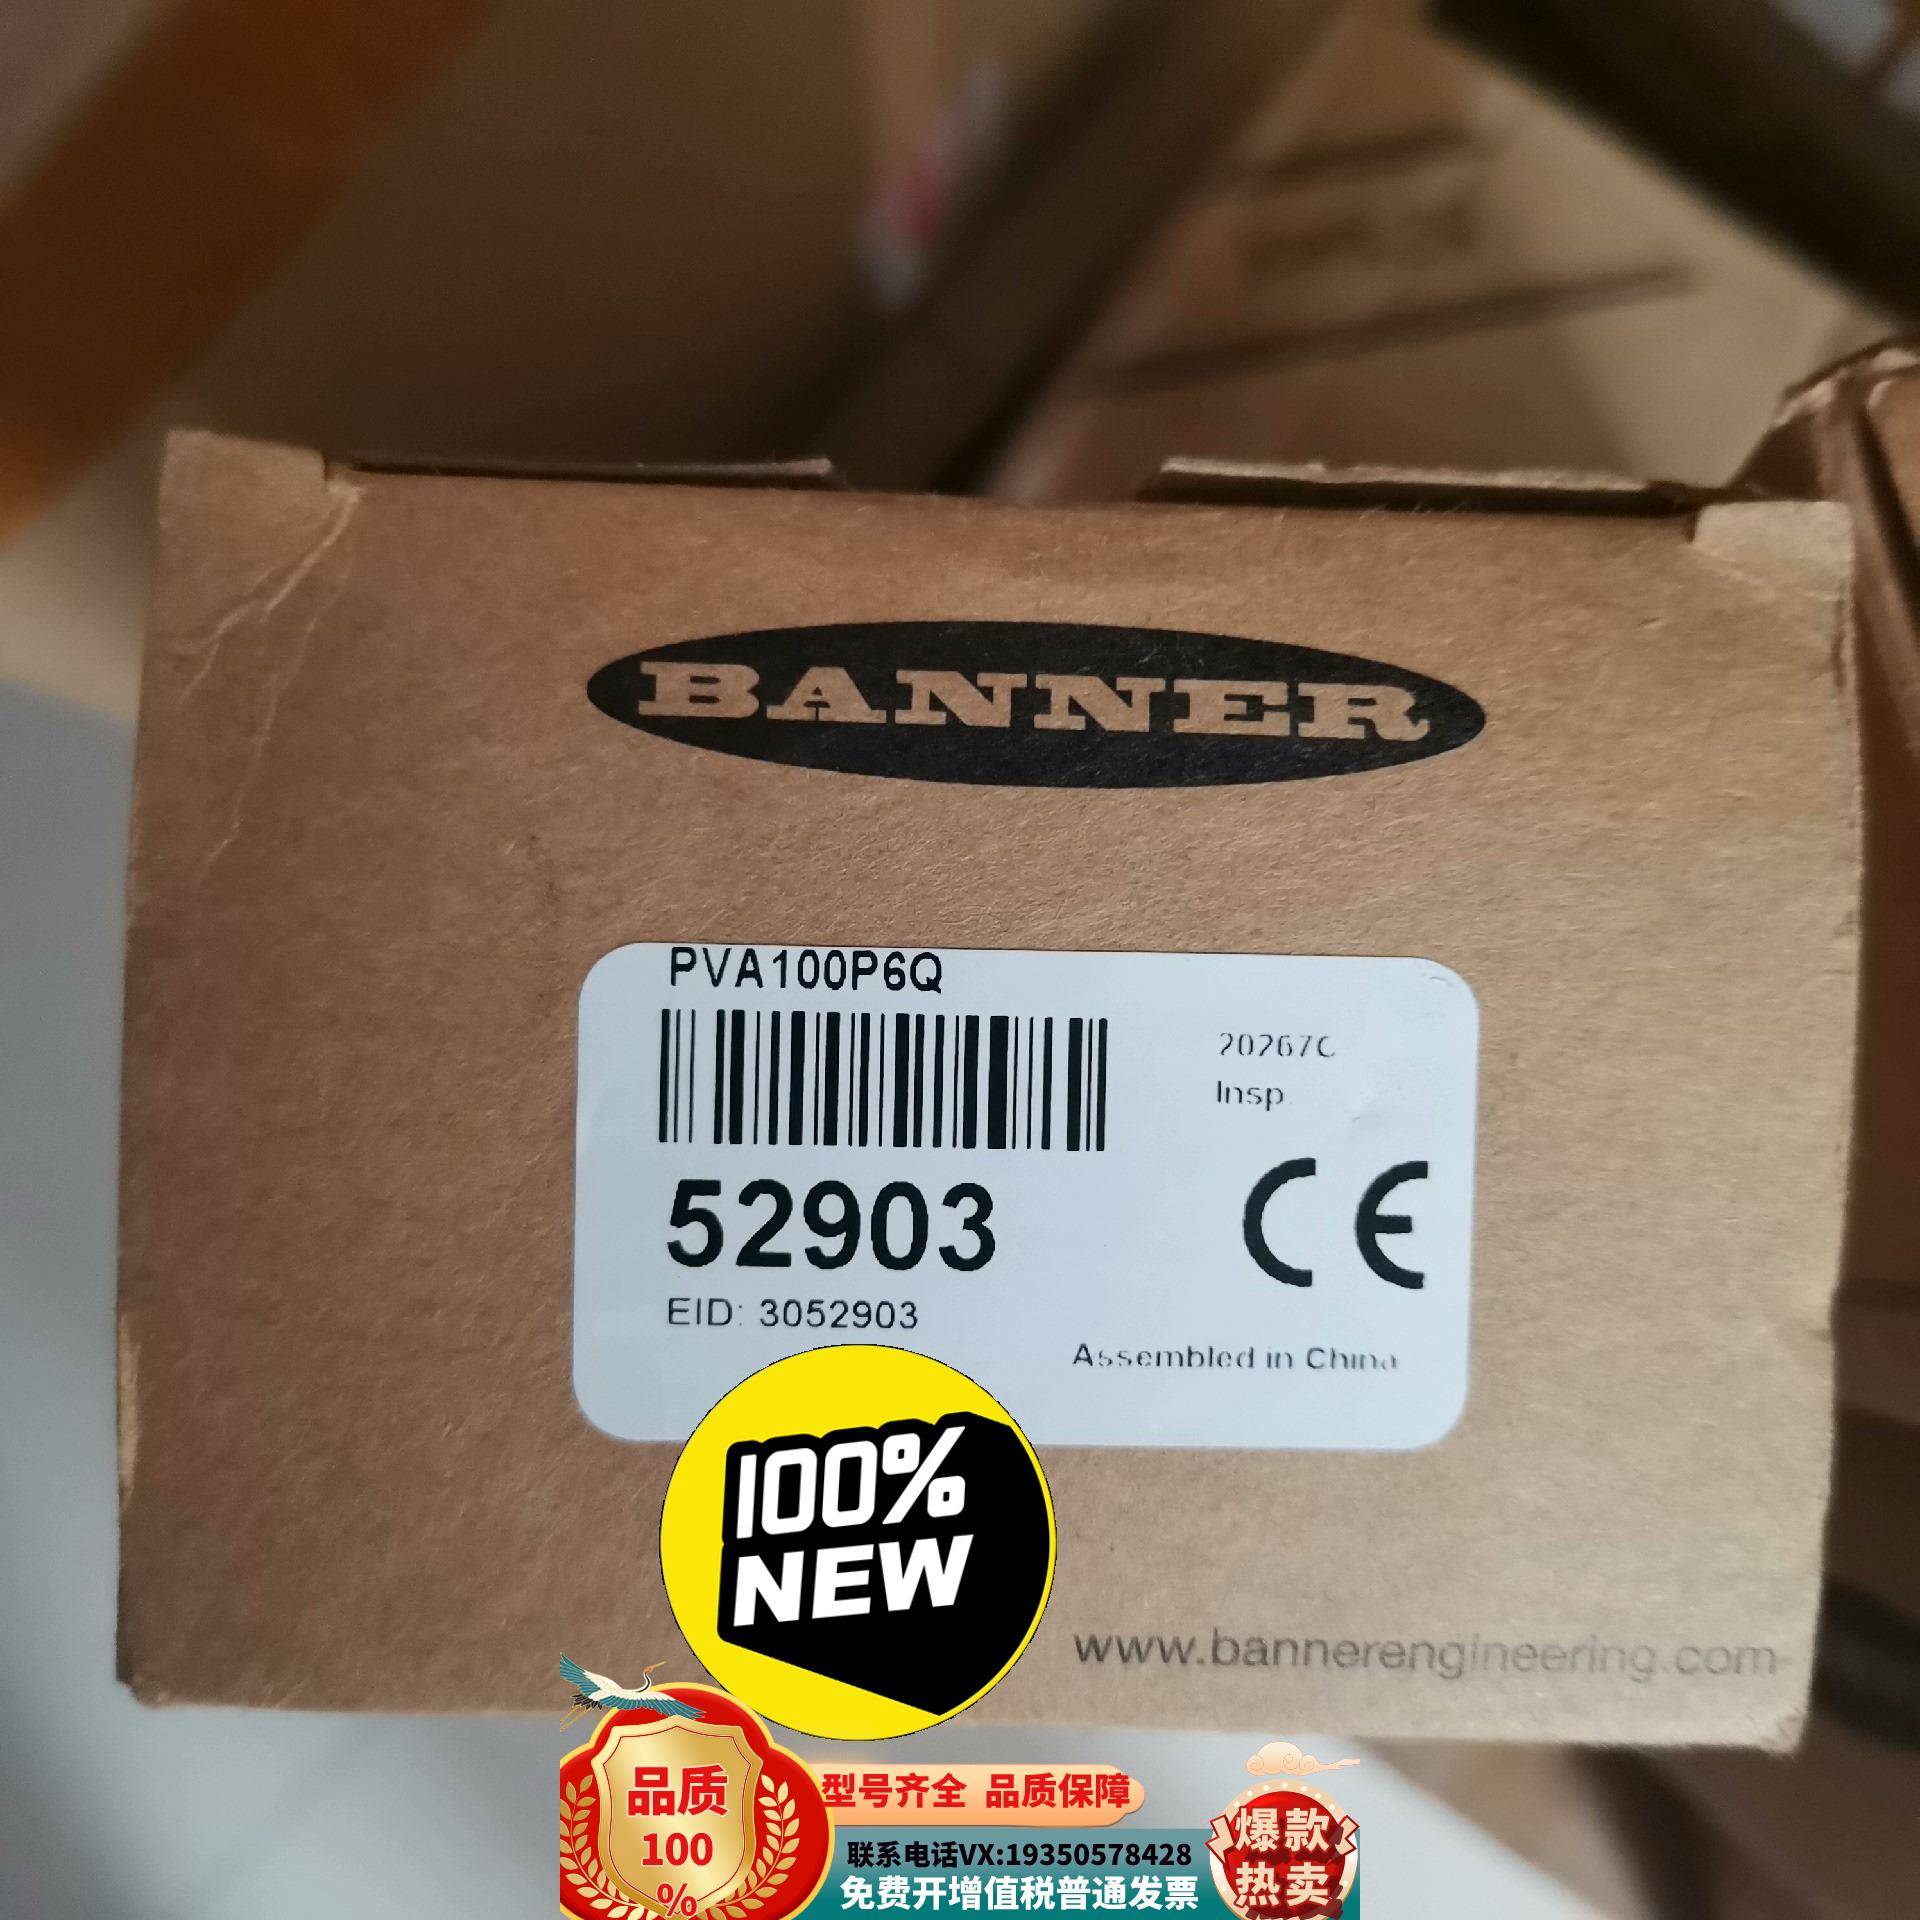 BANNER
PVA100P6Q
20267C
Insp
52903
EID: 3052903
Assembled in China
100%
NEW
www.bannerengineering.com
品质
100
%
型号齐全 品质保障
联系电话VX:19350578428
免费开增值税普通发票
爆款
热卖